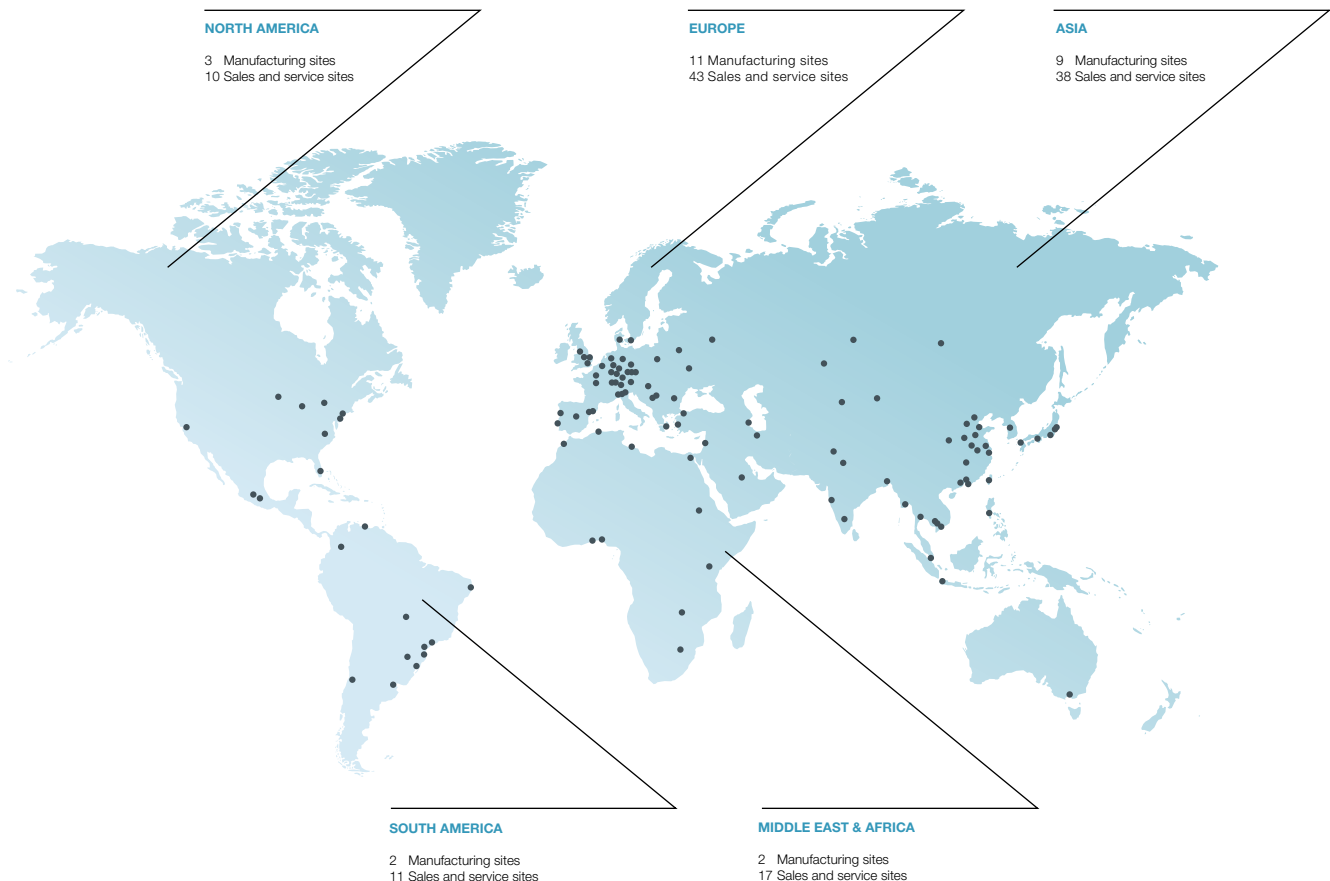 NORTH AMERICA
3 Manufacturing sites
10 Sales and service sites
EUROPE
11 Manufacturing sites
43 Sales and service sites
ASIA
9 Manufacturing sites
38 Sales and service sites
SOUTH AMERICA
2 Manufacturing sites
11 Sales and service sites
MIDDLE EAST & AFRICA
2 Manufacturing sites
17 Sales and service sites